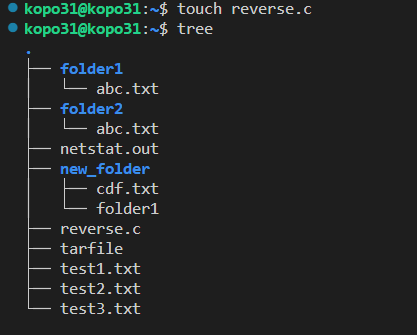 kopo31@kopo31:~$ touch reverse.c
kopo31@kopo31:~$ tree
.
├── folder1
│   └── abc.txt
├── folder2
│   └── abc.txt
├── netstat.out
├── new_folder
│   ├── cdf.txt
│   └── folder1
├── reverse.c
├── tarfile
├── test1.txt
├── test2.txt
└── test3.txt